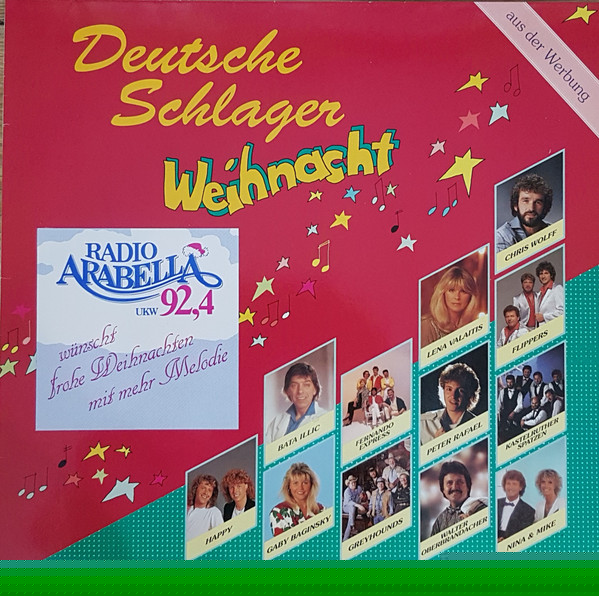 Deutsche
Schlager
Weihnacht
aus der Werbung
RADIO
ARABELLA
UKW 92,4
wünscht
frohe Weihnachten
mit mehr Melodie
CHRIS WOLFF
LENA VALAITIS
FLIPPERS
BATA ILLIC
FERNANDO
EXPRESS
PETER RAFAEL
KASTELRUTHER
SPATZEN
HAPPY
GABY BAGINSKY
GREYHOUNDS
WALTER
OBERBRANDACHER
NINA & MIKE